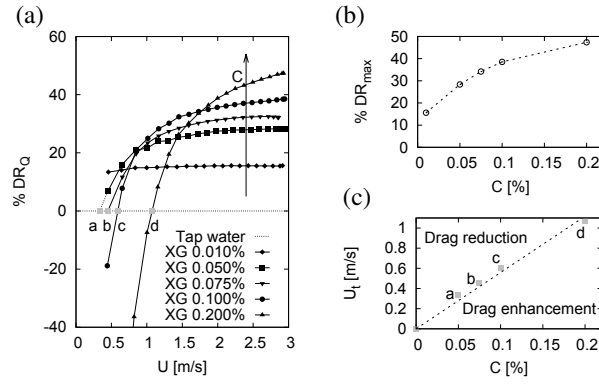 (a)
60
40
20
0
-20
-40
% DR_Q
C
a b c d
Tap water
XG 0.010%
XG 0.050%
XG 0.075%
XG 0.100%
XG 0.200%
0 0.5 1 1.5 2 2.5 3
U [m/s]
(b)
50
40
30
20
10
0
% DR_max
0 0.05 0.1 0.15 0.2
C [%]
(c)
1
0.8
0.6
0.4
0.2
0
U_t [m/s]
Drag reduction
d
c
b
a
Drag enhancement
0.00 0.05 0.10 0.15 0.20
C [%]